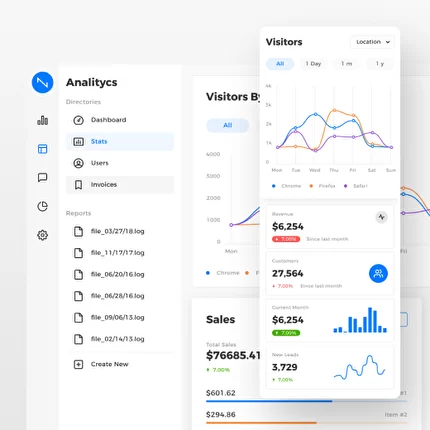 Analitycs
Directories
Dashboard
Stats
Users
Invoices
Reports
file_03/27/18.log
file_11/17/17.log
file_06/20/16.log
file_06/28/16.log
file_09/06/13.log
file_02/14/13.log
Create New
Visitors By
All
4000
3000
2000
1000
0
Mon
Chrome
Sales
Total Sales
$76685.41
7,00%
$601.62
$294.86
Item #2
Visitors
Location
All
1 Day
1 m
1 y
4k
3k
2k
1k
0
Mon
Tue
Wed
Thu
Fri
Sat
Sun
Chrome
Firefox
Safari
Revenue
$6,254
7,00%
Since last month
Customers
27,564
7,00%
Since last month
Current Month
$6,254
7,00%
New Leads
3,729
7,00%